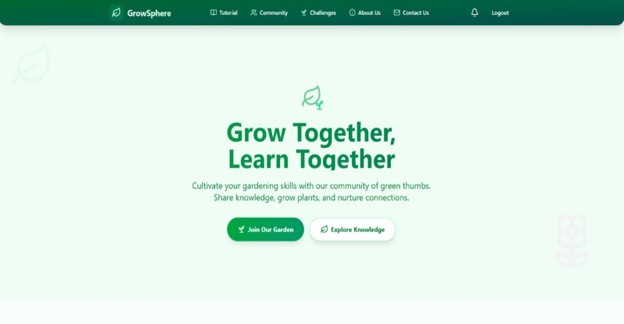 GrowSphere
Tutorial Community Challenges About Us Contact Us
Logout
Grow Together,
Learn Together
Cultivate your gardening skills with our community of green thumbs.
Share knowledge, grow plants, and nurture connections.
Join Our Garden
Explore Knowledge